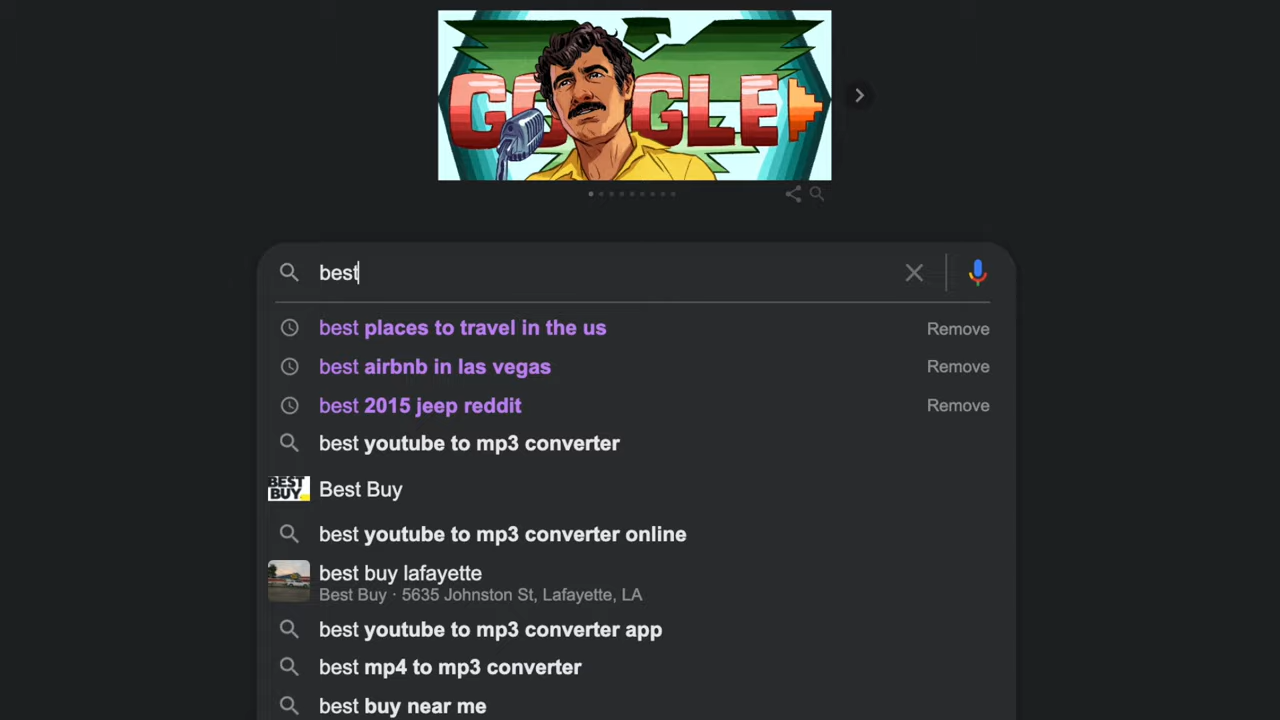 GOOGLE
best
best places to travel in the us
Remove
best airbnb in las vegas
Remove
best 2015 jeep reddit
Remove
best youtube to mp3 converter
BEST
BUY
Best Buy
best youtube to mp3 converter online
best buy lafayette
Best Buy · 5635 Johnston St, Lafayette, LA
best youtube to mp3 converter app
best mp4 to mp3 converter
best buy near me